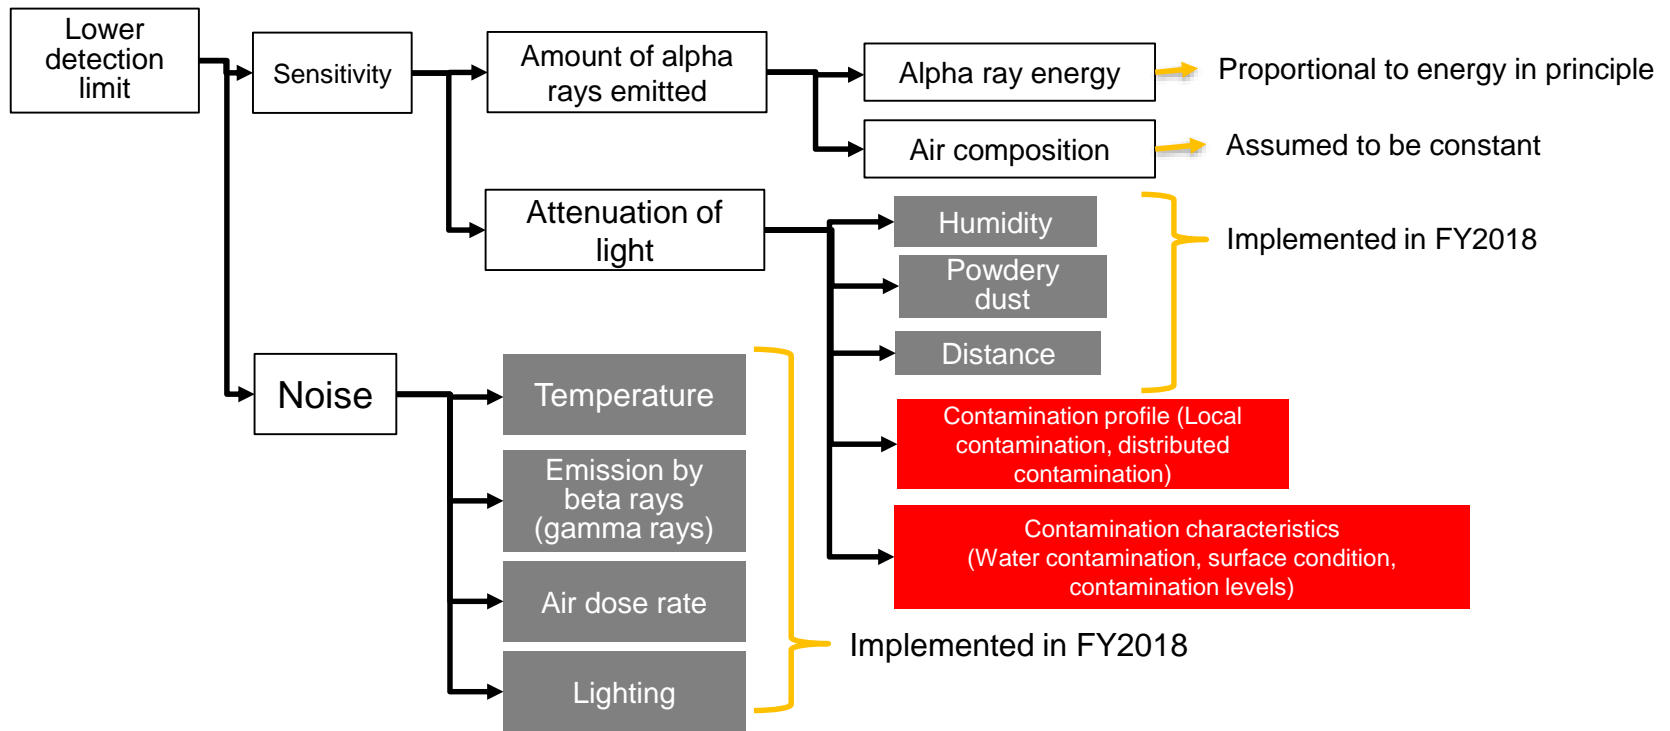 Lower
detection
limit
Sensitivity
Amount of alpha
rays emitted
Alpha ray energy
Proportional to energy in principle
Air composition
Assumed to be constant
Attenuation of
light
Humidity
Powdery
dust
Distance
Implemented in FY2018
Contamination profile (Local
contamination, distributed
contamination)
Contamination characteristics
(Water contamination, surface condition,
contamination levels)
Noise
Temperature
Emission by
beta rays
(gamma rays)
Air dose rate
Lighting
Implemented in FY2018